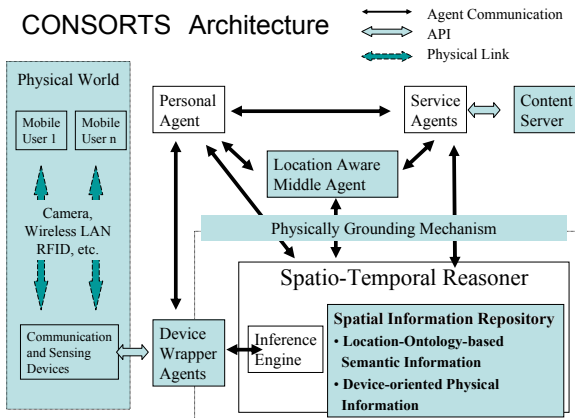 CONSORTS Architecture
Agent Communication
API
Physical Link
Physical World
Mobile
User 1
Mobile
User n
Camera,
Wireless LAN
RFID, etc.
Communication
and Sensing
Devices
Personal
Agent
Service
Agents
Content
Server
Location Aware
Middle Agent
Physically Grounding Mechanism
Spatio-Temporal Reasoner
Device
Wrapper
Agents
Inference
Engine
Spatial Information Repository
• Location-Ontology-based
Semantic Information
• Device-oriented Physical
Information